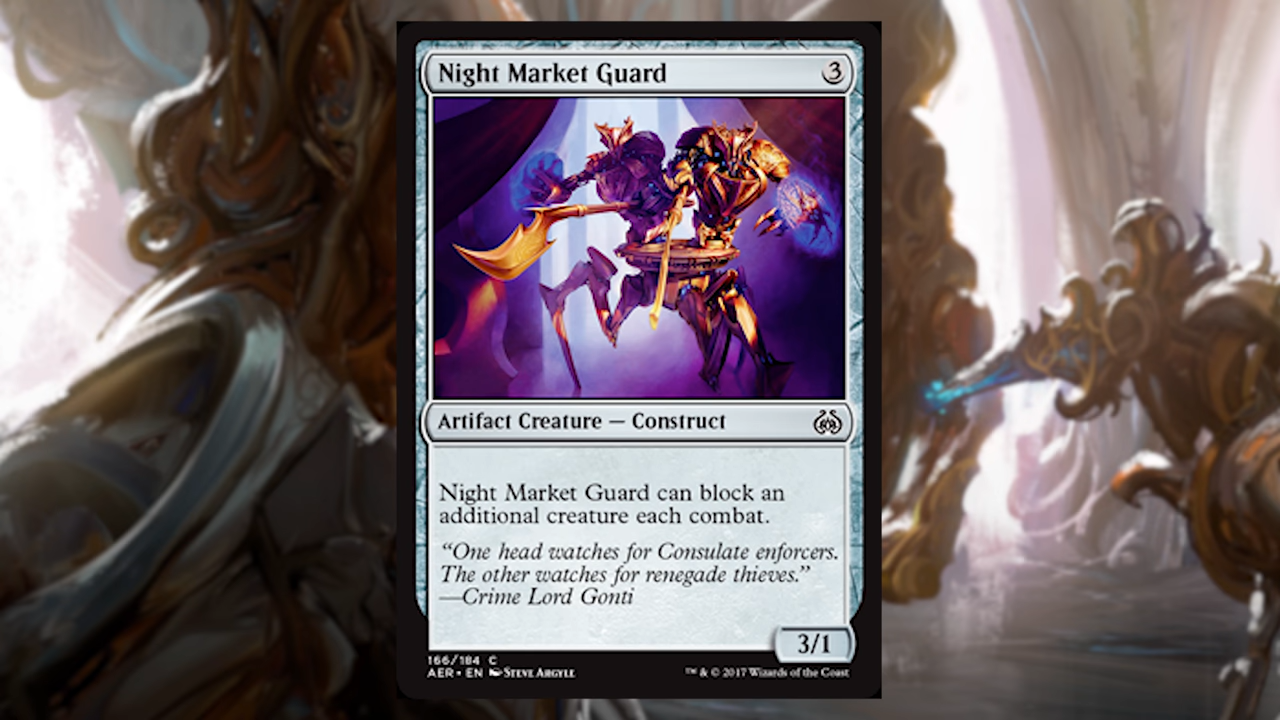 Night Market Guard 3
Artifact Creature — Construct
Night Market Guard can block an
additional creature each combat.
“One head watches for Consulate enforcers.
The other watches for renegade thieves.”
—Crime Lord Gonti
3/1
166/184 C
AER • EN Steve Argyle
™ & © 2017 Wizards of the Coast